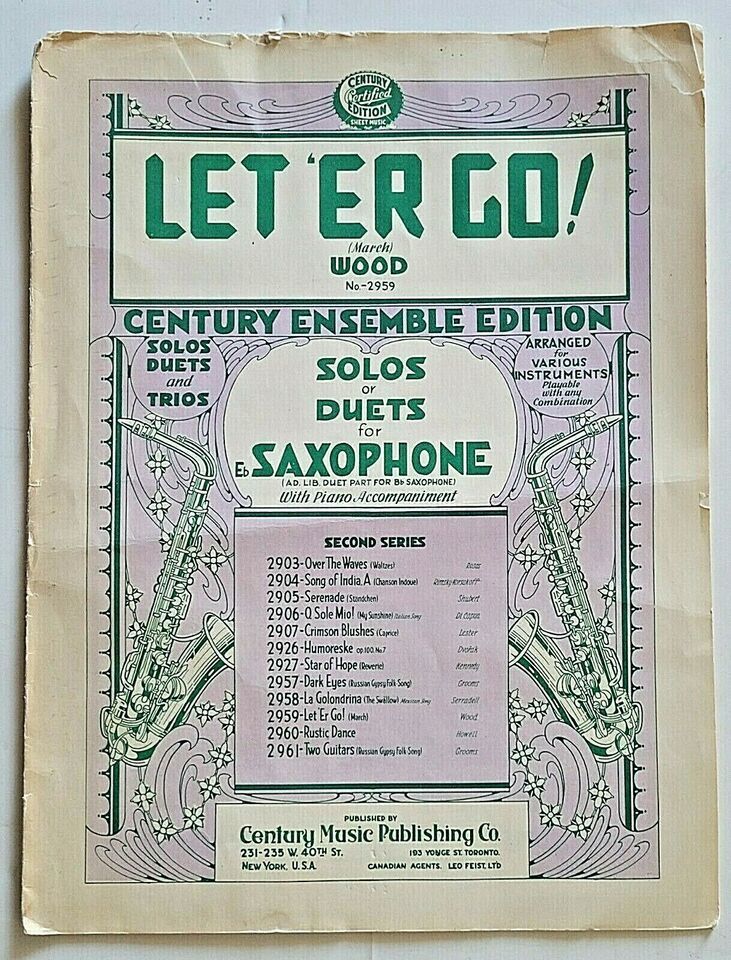 CENTURY
Certified
EDITION
SHEET MUSIC
LET 'ER GO!
(March)
WOOD
No.-2959
CENTURY ENSEMBLE EDITION
SOLOS
DUETS
and
TRIOS
ARRANGED
for
VARIOUS
INSTRUMENTS
Playable
with any
Combination
SOLOS
or
DUETS
for
E♭ SAXOPHONE
(AD. LIB. DUET PART FOR B♭ SAXOPHONE)
With Piano Accompaniment
SECOND SERIES
2903-Over The Waves (Waltzes) Rosas
2904-Song of India, A (Chanson Indoue) Rimsky-Korsakoff
2905-Serenade (Standchen) Shubert
2906-O Sole Mio! (My Sunshine) Italian Song Di Capua
2907-Crimson Blushes (Caprice) Lester
2926-Humoreske Op.100, No.7 Dvořák
2927-Star of Hope (Reverie) Kennedy
2957-Dark Eyes (Russian Gypsy Folk-Song) Grooms
2958-La Golondrina (The Swallow) Mexican Song Serradell
2959-Let 'Er Go! (March) Wood
2960-Rustic Dance Howell
2961-Two Guitars (Russian Gypsy Folk Song) Grooms
PUBLISHED BY
Century Music Publishing Co.
231-235 W. 40TH ST. 193 YONGE ST. TORONTO.
NEW YORK, U.S.A. CANADIAN AGENTS. LEO FEIST, LTD